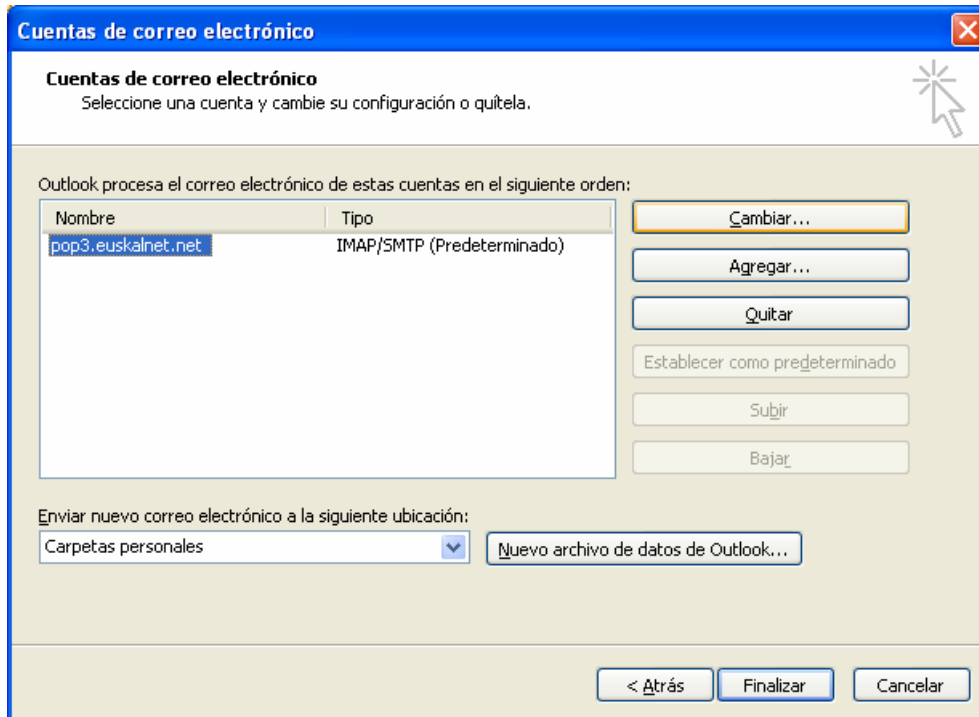 Cuentas de correo electrónico
Cuentas de correo electrónico
Seleccione una cuenta y cambie su configuración o quítela.
Outlook procesa el correo electrónico de estas cuentas en el siguiente orden:
Nombre Tipo
pop3.euskalnet.net IMAP/SMTP (Predeterminado)
Cambiar...
Agregar...
Quitar
Establecer como predeterminado
Subir
Bajar
Enviar nuevo correo electrónico a la siguiente ubicación:
Carpetas personales Nuevo archivo de datos de Outlook...
< Atrás Finalizar Cancelar